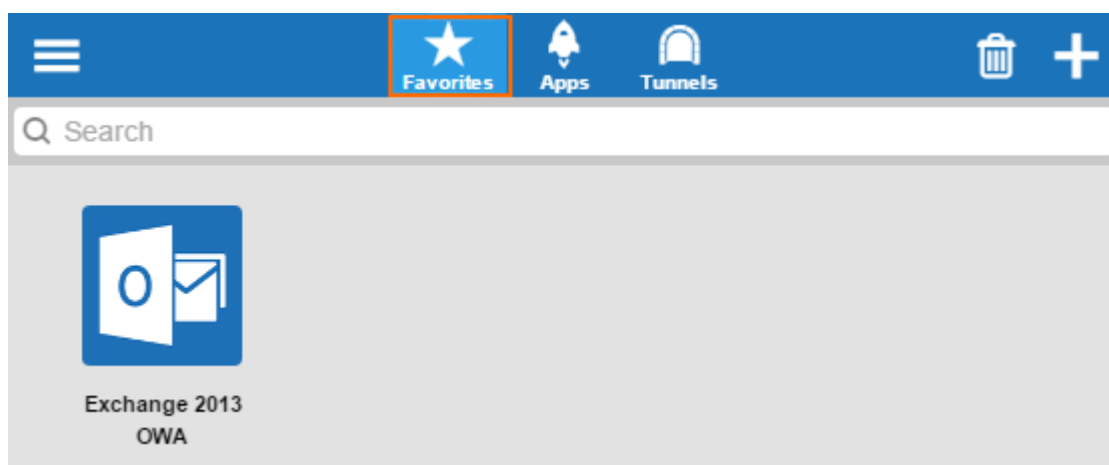 Favorites
Apps
Tunnels
Search
O
Exchange 2013
OWA